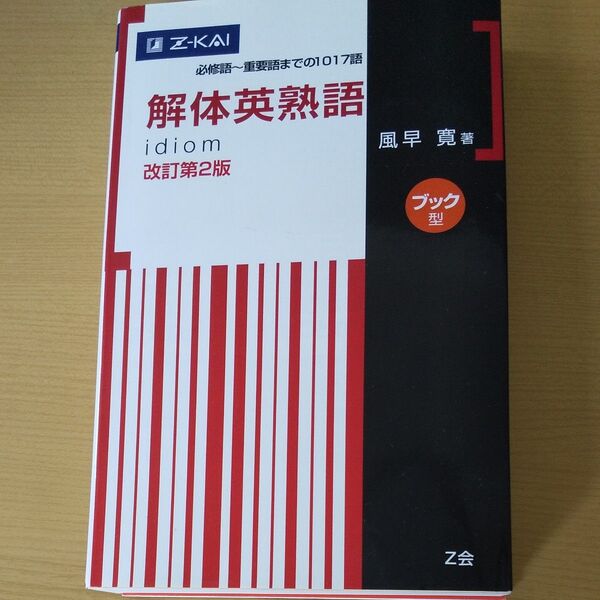 Z-KAI
必修語～重要語までの1017語
解体英熟語
idiom
改訂第2版
風早 寛 著
ブック
型
Z会